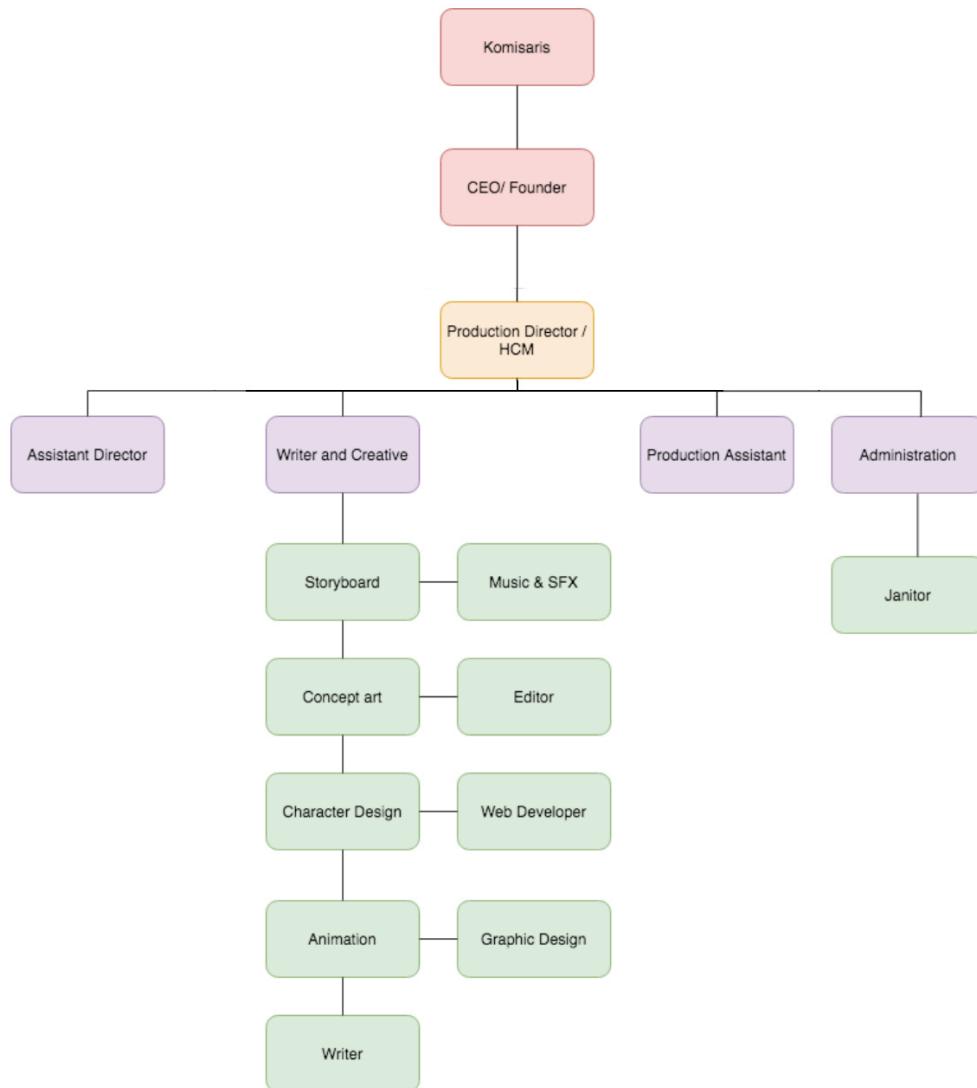 Komisaris
CEO/ Founder
Production Director /
HCM
Assistant Director
Writer and Creative
Production Assistant
Administration
Storyboard
Music & SFX
Janitor
Concept art
Editor
Character Design
Web Developer
Animation
Graphic Design
Writer